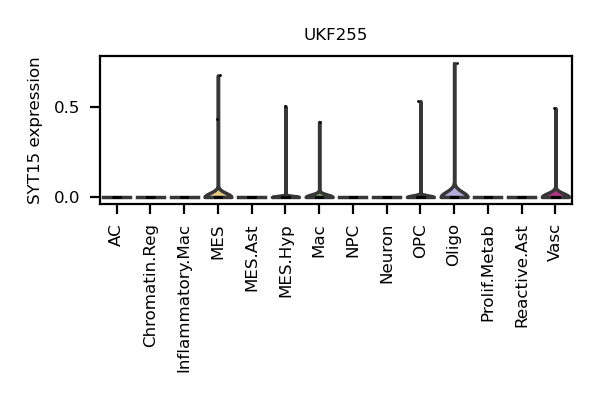 UKF255
SYT15 expression
0.5
0.0
AC
Chromatin.Reg
Inflammatory.Mac
MES
MES.Ast
MES.Hyp
Mac
NPC
Neuron
OPC
Oligo
Prolif.Metab
Reactive.Ast
Vasc